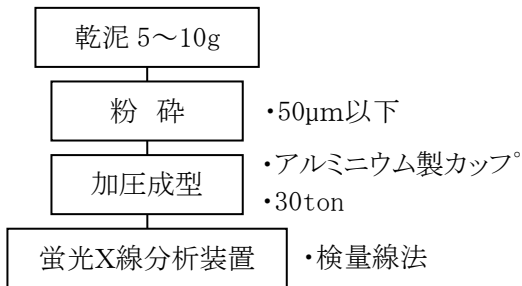 乾泥 5～10g
粉　砕
・50μm以下
・アルミニウム製カップ
加圧成型
・30ton
蛍光X線分析装置
・検量線法